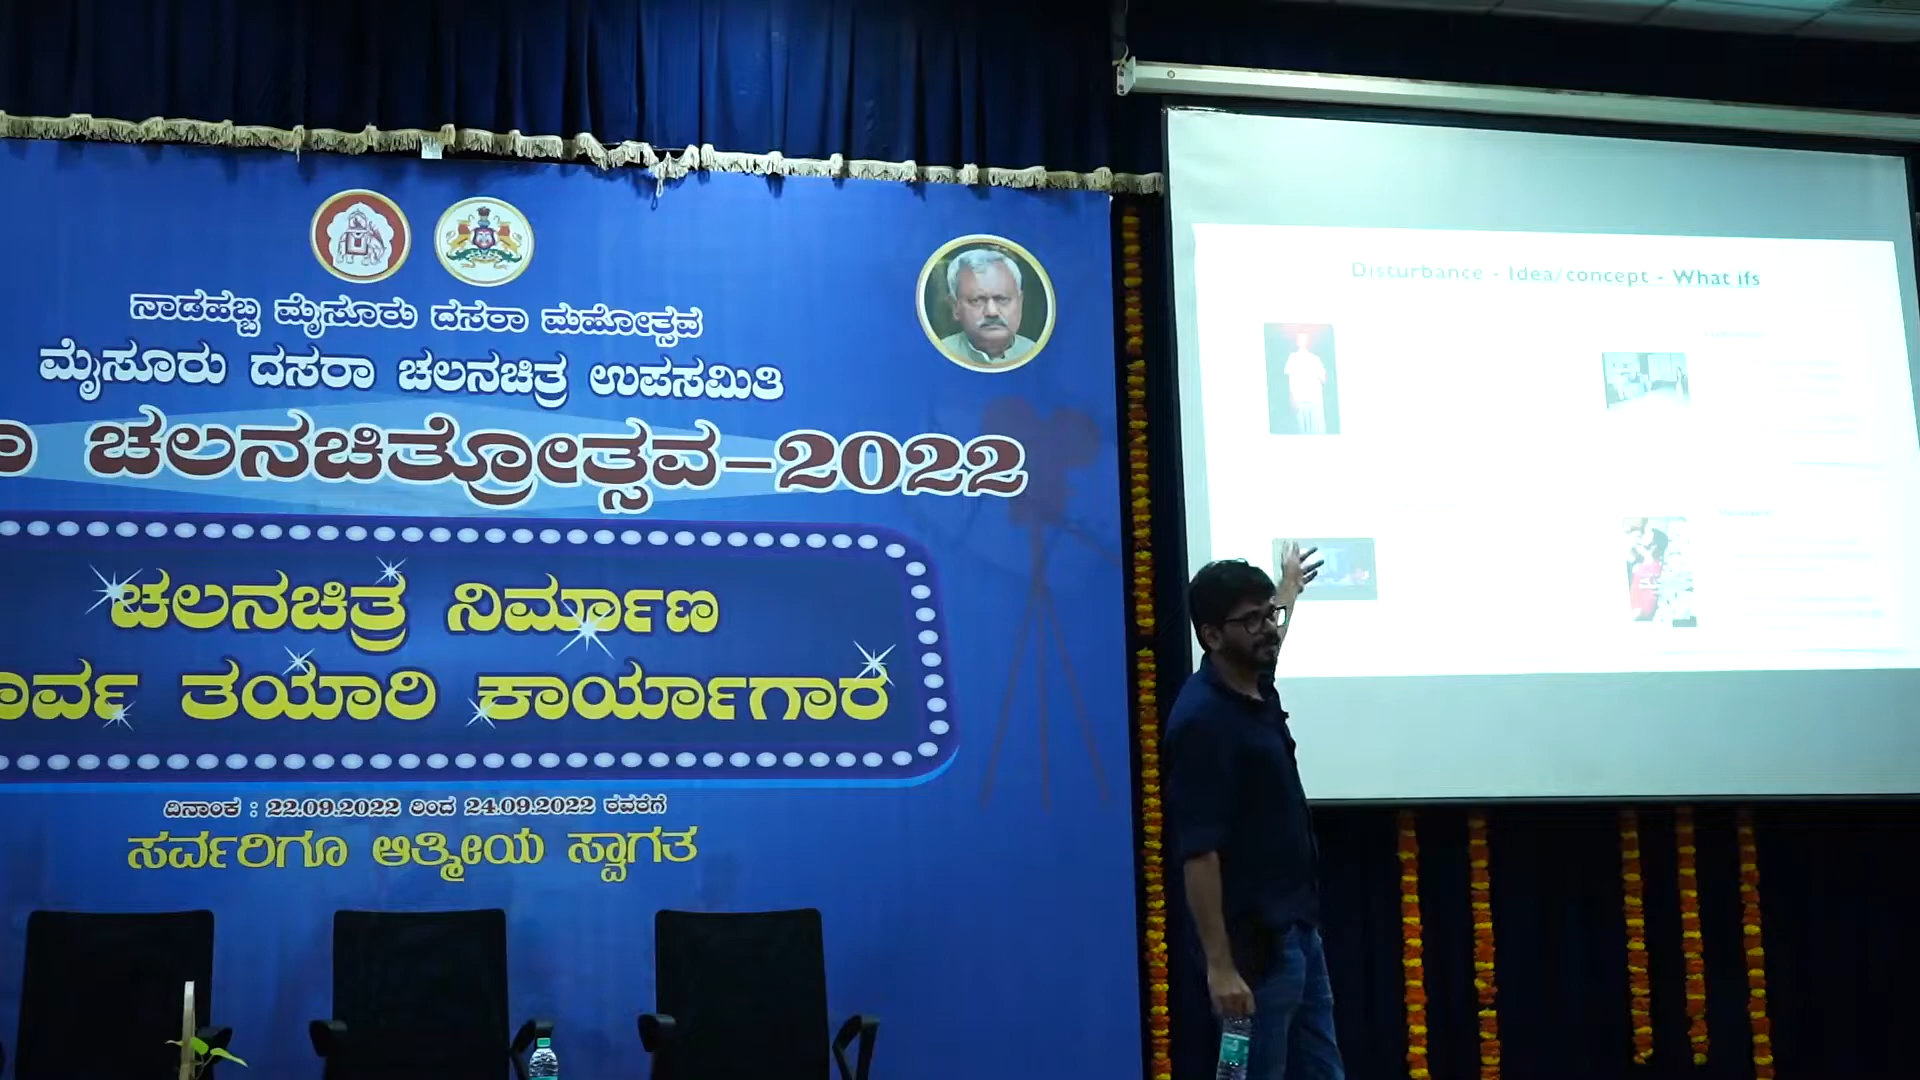 ನಾಡಹಬ್ಬ ಮೈಸೂರು ದಸರಾ ಮಹೋತ್ಸವ
ಮೈಸೂರು ದಸರಾ ಚಲನಚಿತ್ರ ಉಪಸಮಿತಿ
ಚಲನಚಿತ್ರೋತ್ಸವ-2022
ಚಲನಚಿತ್ರ ನಿರ್ಮಾಣ
ತಯಾರಿ ಕಾರ್ಯಾಗಾರ
ದಿನಾಂಕ : 22.09.2022 ರಿಂದ 24.09.2022 ರವರೆಗೆ
ಸರ್ವರಿಗೂ ಆತ್ಮೀಯ ಸ್ವಾಗತ
Disturbance - Idea/concept - What ifs